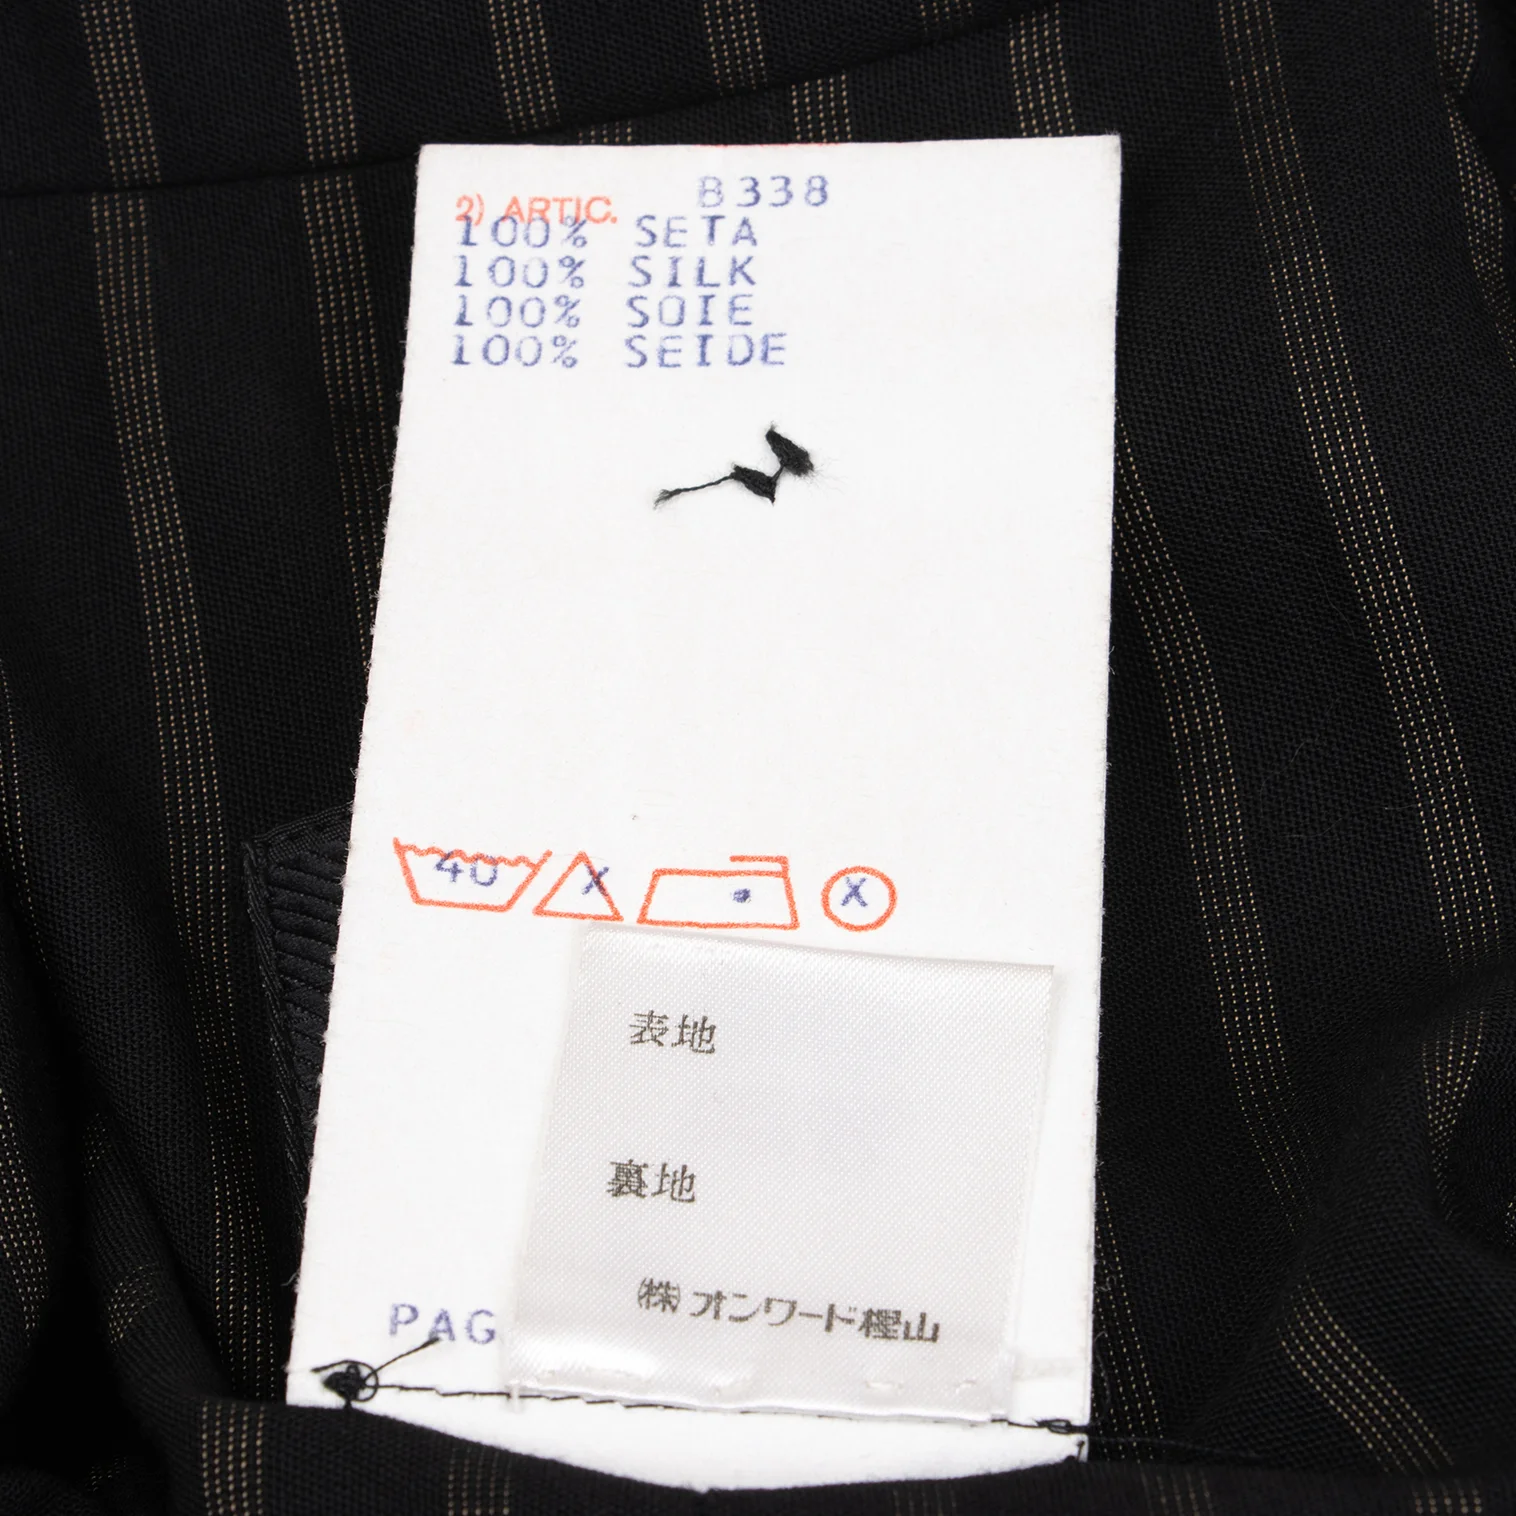 2) ARTIC. B338
100% SETA
100% SILK
100% SOIE
100% SEIDE
40 X X
表地
裏地
㈱オンワード樫山
PAG